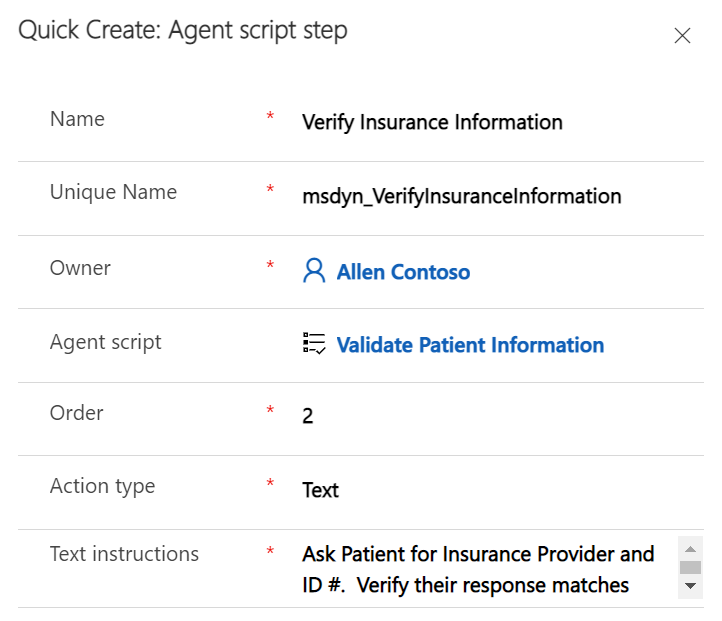 Quick Create: Agent script step
Name * Verify Insurance Information
Unique Name * msdyn_VerifyInsuranceInformation
Owner * Allen Contoso
Agent script Validate Patient Information
Order * 2
Action type * Text
Text instructions * Ask Patient for Insurance Provider and
ID #.  Verify their response matches